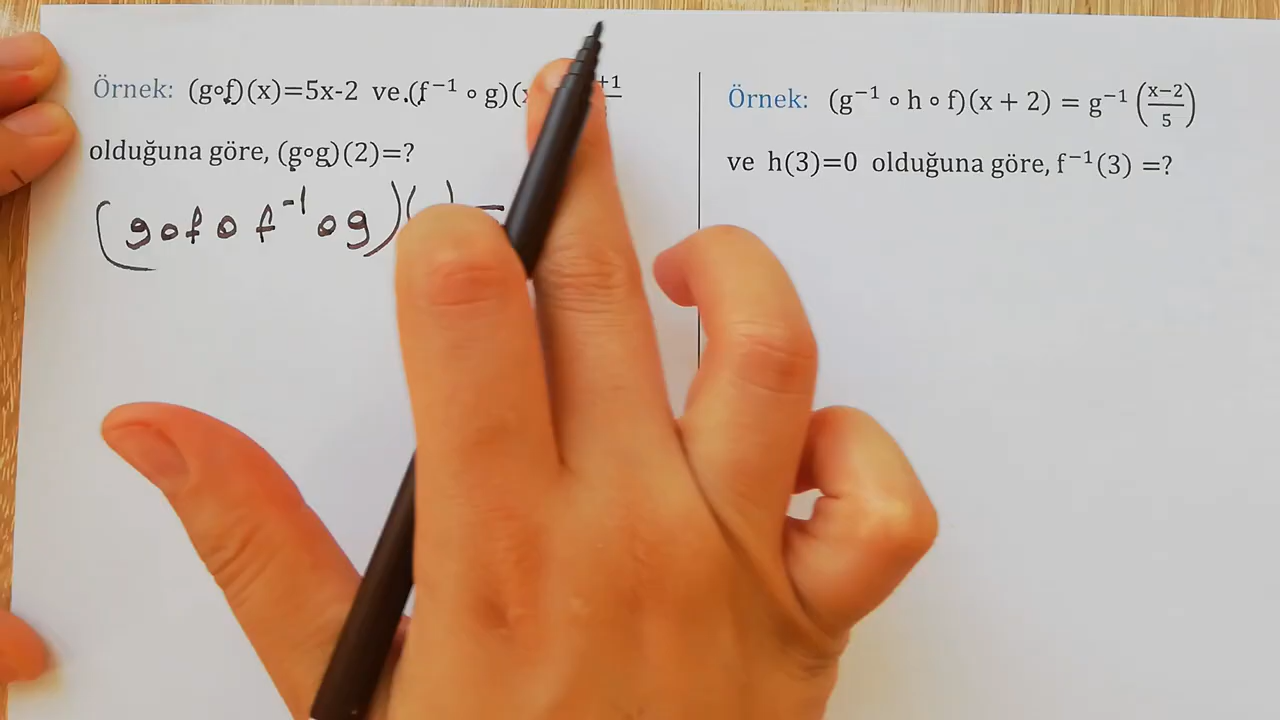 Örnek: (g∘f)(x)=5x-2 ve (f⁻¹ ∘ g)( +1
olduğuna göre, (g∘g)(2)=?
(g o f o f⁻¹ o g)( ) =
Örnek: (g⁻¹ ∘ h ∘ f)(x + 2) = g⁻¹ ((x-2)/5)
ve h(3)=0 olduğuna göre, f⁻¹(3) =?